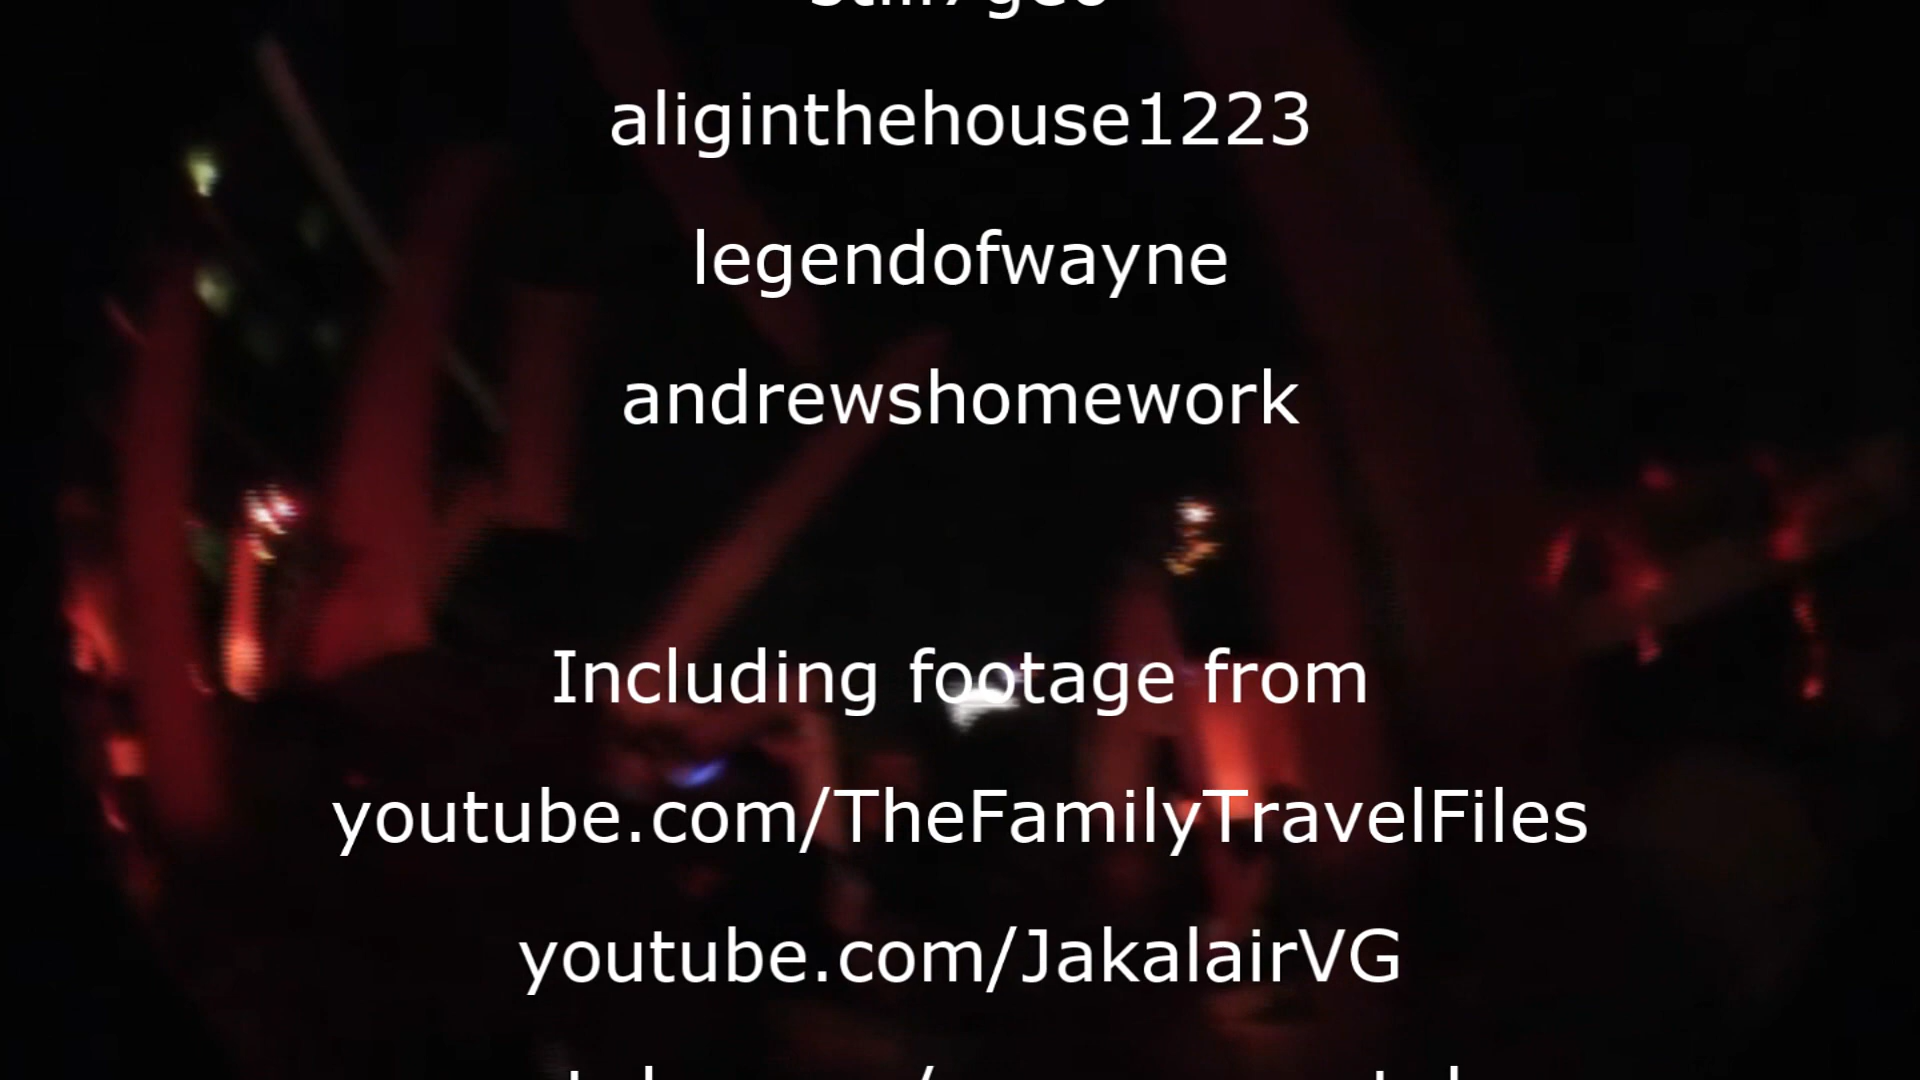 aliginthehouse1223
legendofwayne
andrewshomework
Including footage from
youtube.com/TheFamilyTravelFiles
youtube.com/JakalairVG